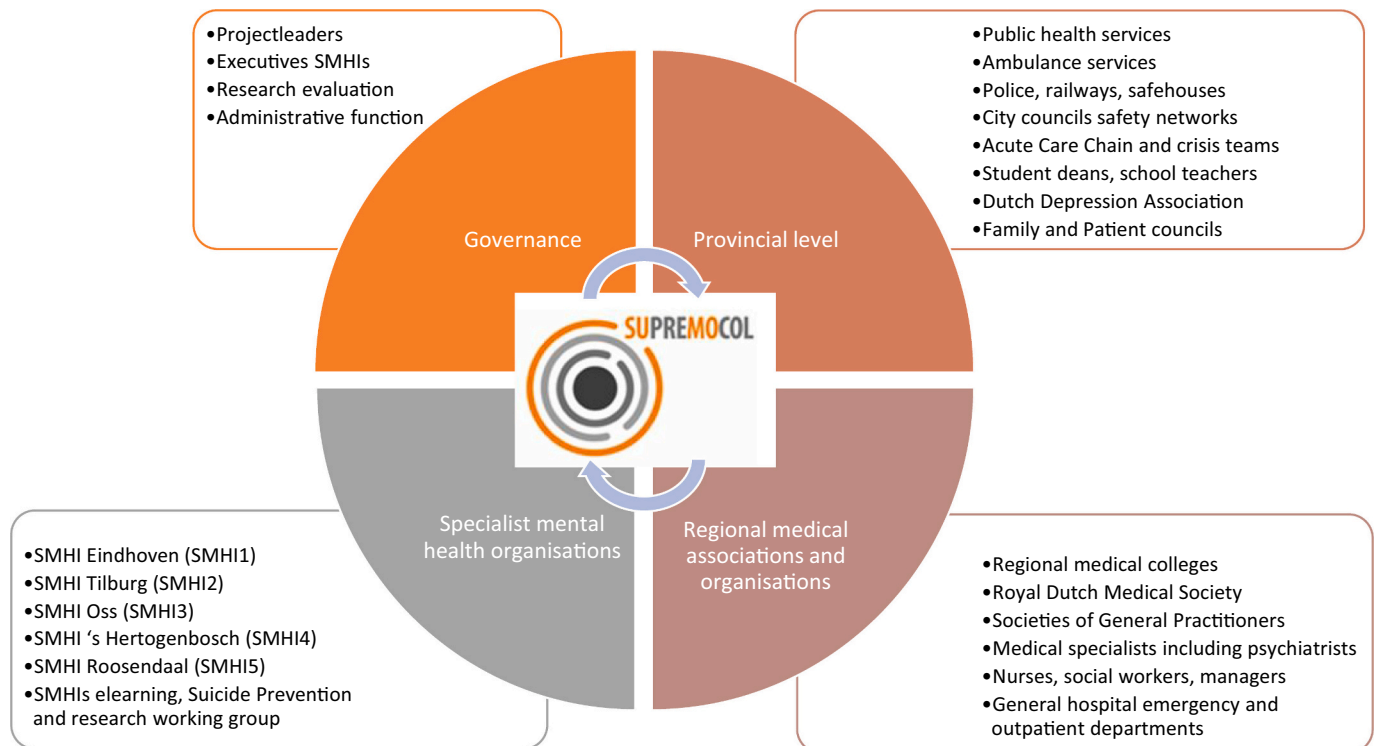 •Projectleaders
•Executives SMHIs
•Research evaluation
•Administrative function
•Public health services
•Ambulance services
•Police, railways, safehouses
•City councils safety networks
•Acute Care Chain and crisis teams
•Student deans, school teachers
•Dutch Depression Association
•Family and Patient councils
Governance
Provincial level
SUPREMOCOL
Specialist mental
health organisations
Regional medical
associations and
organisations
•SMHI Eindhoven (SMHI1)
•SMHI Tilburg (SMHI2)
•SMHI Oss (SMHI3)
•SMHI ‘s Hertogenbosch (SMHI4)
•SMHI Roosendaal (SMHI5)
•SMHIs elearning, Suicide Prevention
and research working group
•Regional medical colleges
•Royal Dutch Medical Society
•Societies of General Practitioners
•Medical specialists including psychiatrists
•Nurses, social workers, managers
•General hospital emergency and
outpatient departments